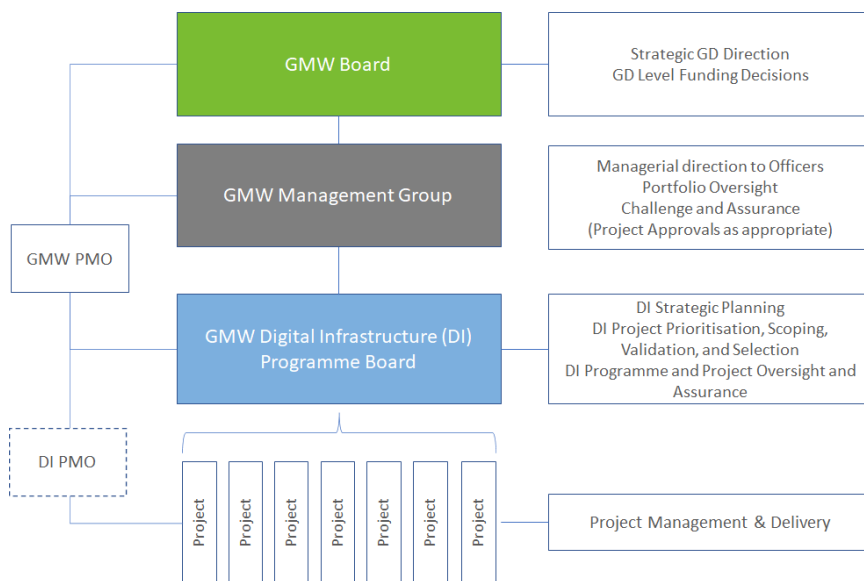 GMW Board
Strategic GD Direction
GD Level Funding Decisions
GMW Management Group
Managerial direction to Officers
Portfolio Oversight
Challenge and Assurance
(Project Approvals as appropriate)
GMW PMO
GMW Digital Infrastructure (DI)
Programme Board
DI Strategic Planning
DI Project Prioritisation, Scoping,
Validation, and Selection
DI Programme and Project Oversight and
Assurance
DI PMO
Project
Project
Project
Project
Project
Project
Project
Project Management & Delivery